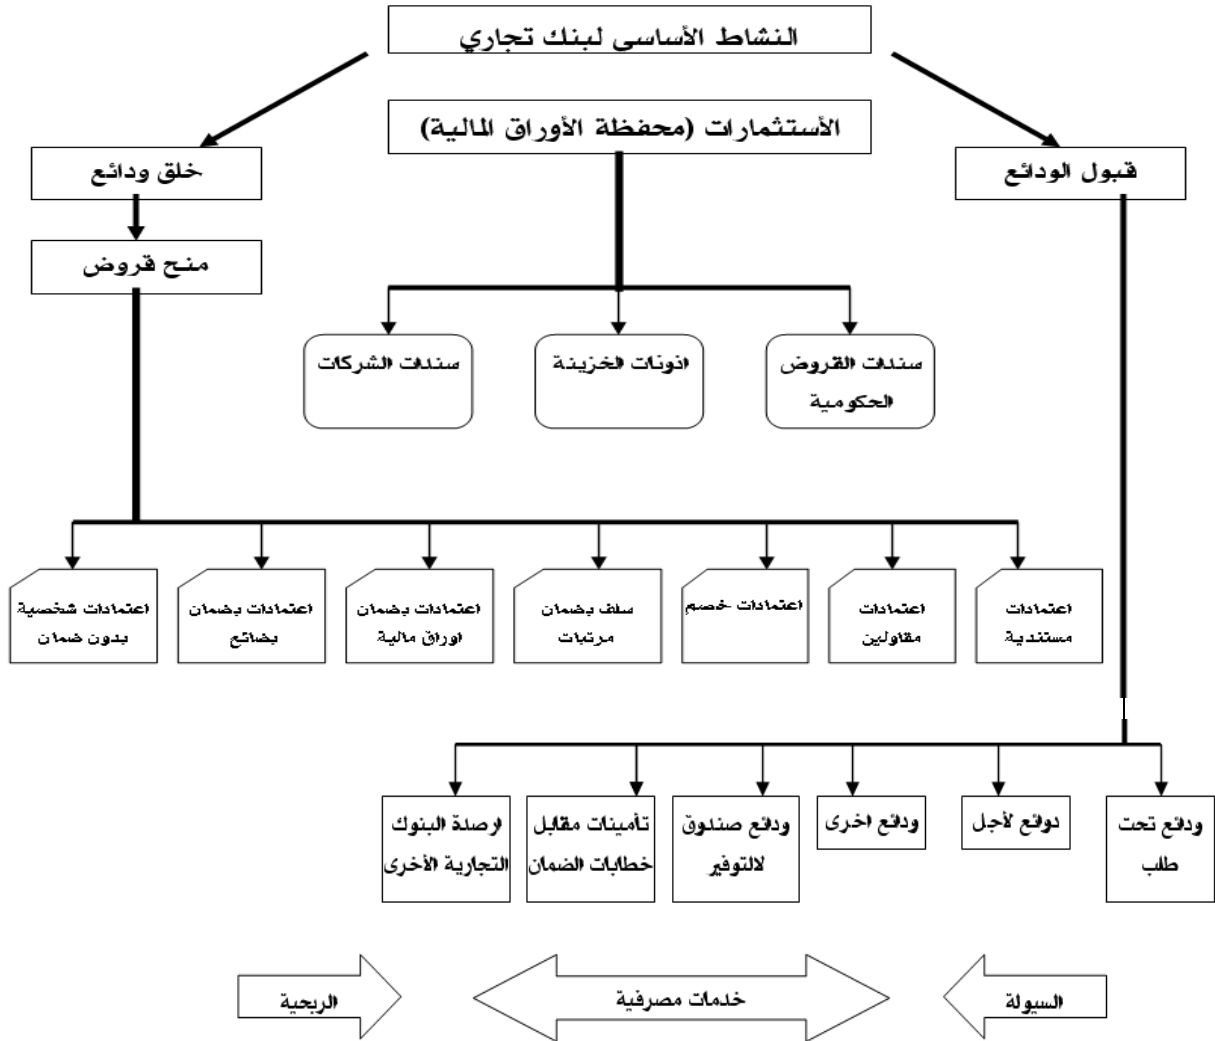 النشاط الأساسى لبنك تجاري
الأستثمارات (محفظة الأوراق المالية)
قبول الودائع
خلق ودائع
منح قروض
سندات القروض
الحكومية
اذونات الخزينة
سندات الشركات
اعتمادات
مستندية
اعتمادات
مقاولين
اعتمادات خصم
سلف بضمان
مرتبات
اعتمادات بضمان
اوراق مالية
اعتمادات بضمان
بضائع
اعتمادات شخصية
بدون ضمان
ودائع تحت
طلب
دوائع لأجل
ودائع اخرى
ودائع صندوق
لالتوفير
تأمينات مقابل
خطابات الضمان
ارصدة البنوك
التجارية الأخرى
السيولة
خدمات مصرفية
الربحية